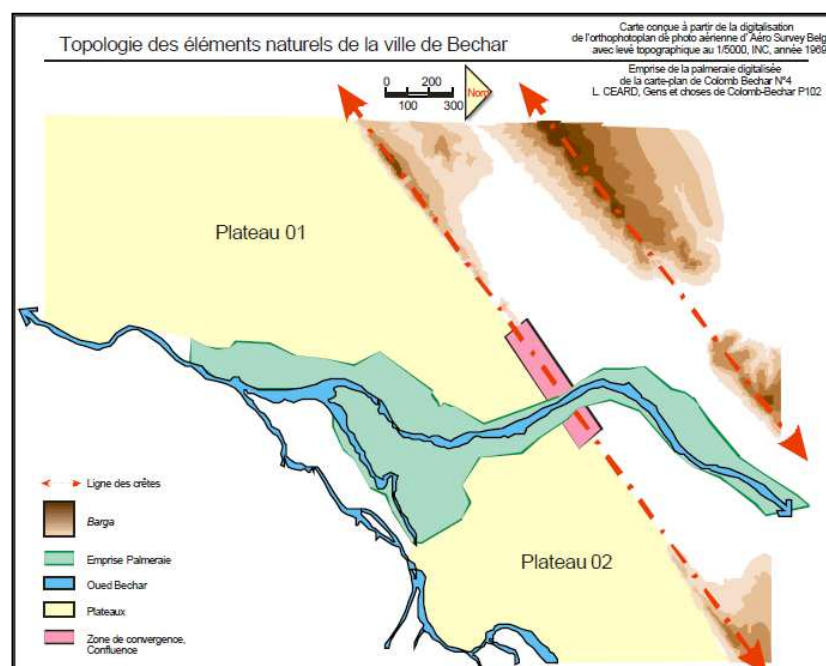 Topologie des éléments naturels de la ville de Bechar
Carte conçue à partir de la digitalisation
de l'orthophotoplan de photo aérienne d' Aéro Survey Belg
avec levé topographique au 1/5000, INC, année 1969
Emprise de la palmeraie digitalisée
de la carte-plan de Colomb Bechar N°4
L. CEARD, Gens et choses de Colomb-Bechar P102
0 200
100 300
Nord
Plateau 01
Plateau 02
Ligne des crêtes
Barga
Emprise Palmeraie
Oued Bechar
Plateaux
Zone de convergence,
Confluence